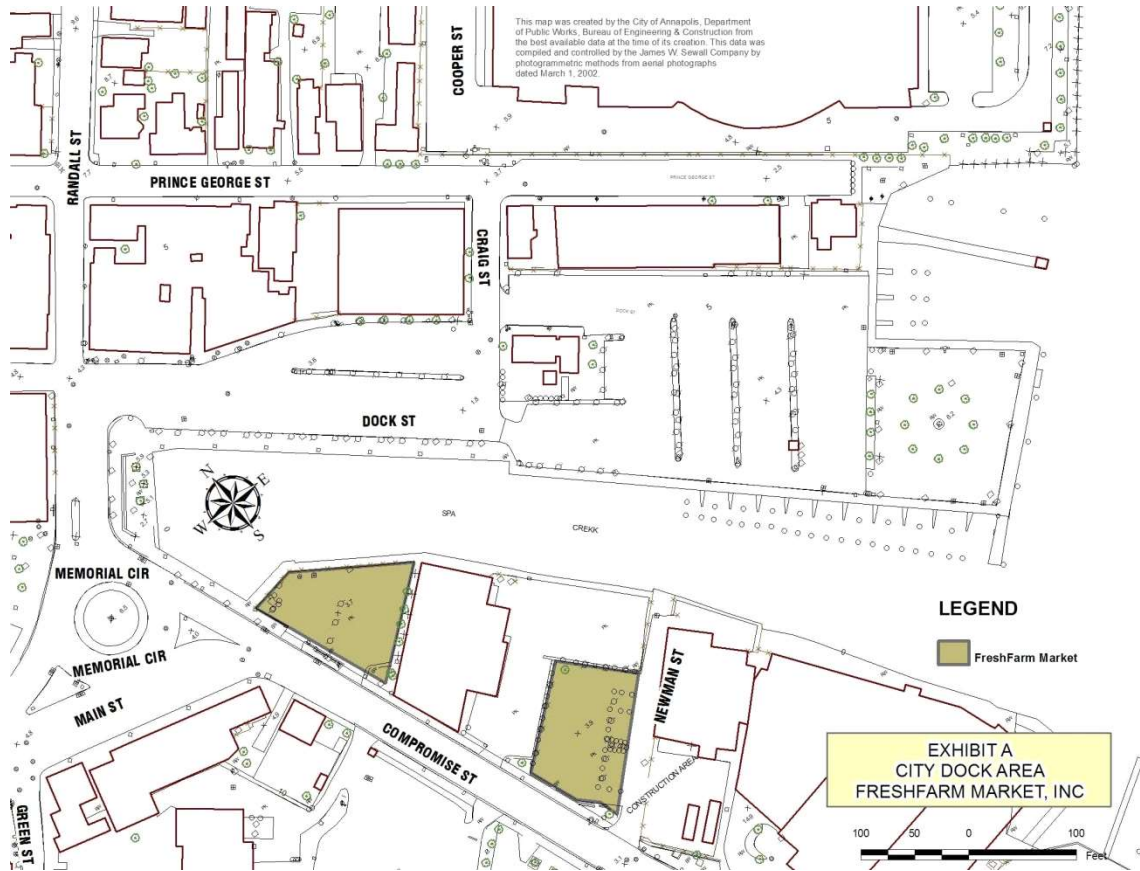 This map was created by the City of Annapolis, Department
of Public Works, Bureau of Engineering & Construction from
the best available data at the time of its creation. This data was
compiled and controlled by the James W. Sewall Company by
photogrammetric methods from aerial photographs
dated March 1, 2002.
COOPER ST
RANDALL ST
PRINCE GEORGE ST
PRINCE GEORGE ST
CRAIG ST
DOCK ST
DOCK ST
N
E
W
S
SPA
CREKK
MEMORIAL CIR
MEMORIAL CIR
MAIN ST
COMPROMISE ST
NEWMAN ST
CONSTRUCTION AREA
GREEN ST
LEGEND
FreshFarm Market
EXHIBIT A
CITY DOCK AREA
FRESHFARM MARKET, INC
100 50 0 100
Feet